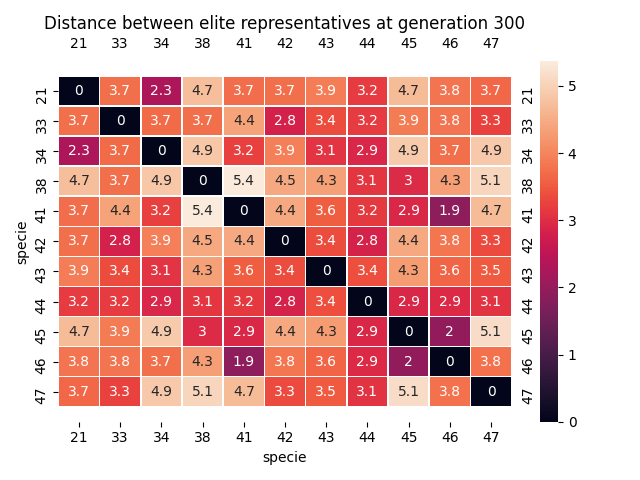 Distance between elite representatives at generation 300
21 33 34 38 41 42 43 44 45 46 47
21 0 3.7 2.3 4.7 3.7 3.7 3.9 3.2 4.7 3.8 3.7 21
33 3.7 0 3.7 3.7 4.4 2.8 3.4 3.2 3.9 3.8 3.3 33
34 2.3 3.7 0 4.9 3.2 3.9 3.1 2.9 4.9 3.7 4.9 34
38 4.7 3.7 4.9 0 5.4 4.5 4.3 3.1 3 4.3 5.1 38
41 3.7 4.4 3.2 5.4 0 4.4 3.6 3.2 2.9 1.9 4.7 41
42 3.7 2.8 3.9 4.5 4.4 0 3.4 2.8 4.4 3.8 3.3 42
43 3.9 3.4 3.1 4.3 3.6 3.4 0 3.4 4.3 3.6 3.5 43
44 3.2 3.2 2.9 3.1 3.2 2.8 3.4 0 2.9 2.9 3.1 44
45 4.7 3.9 4.9 3 2.9 4.4 4.3 2.9 0 2 5.1 45
46 3.8 3.8 3.7 4.3 1.9 3.8 3.6 2.9 2 0 3.8 46
47 3.7 3.3 4.9 5.1 4.7 3.3 3.5 3.1 5.1 3.8 0 47
21 33 34 38 41 42 43 44 45 46 47
specie
specie
5
4
3
2
1
0